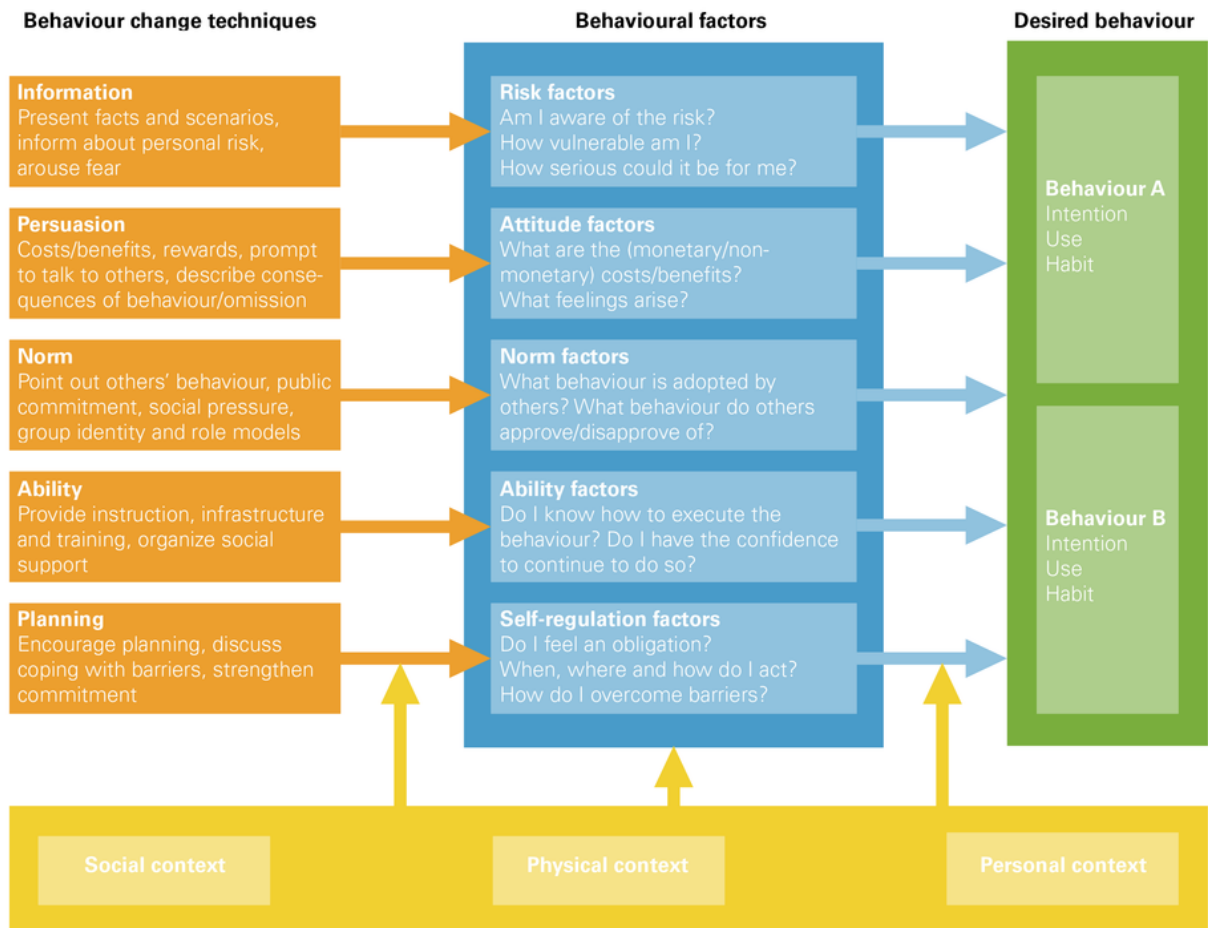 Behaviour change techniques
Behavioural factors
Desired behaviour
Information
Present facts and scenarios,
inform about personal risk,
arouse fear
Risk factors
Am I aware of the risk?
How vulnerable am I?
How serious could it be for me?
Persuasion
Costs/benefits, rewards, prompt
to talk to others, describe conse-
quences of behaviour/omission
Attitude factors
What are the (monetary/non-
monetary) costs/benefits?
What feelings arise?
Norm
Point out others’ behaviour, public
commitment, social pressure,
group identity and role models
Norm factors
What behaviour is adopted by
others? What behaviour do others
approve/disapprove of?
Ability
Provide instruction, infrastructure
and training, organize social
support
Ability factors
Do I know how to execute the
behaviour? Do I have the confidence
to continue to do so?
Planning
Encourage planning, discuss
coping with barriers, strengthen
commitment
Self-regulation factors
Do I feel an obligation?
When, where and how do I act?
How do I overcome barriers?
Behaviour A
Intention
Use
Habit
Behaviour B
Intention
Use
Habit
Social context
Physical context
Personal context